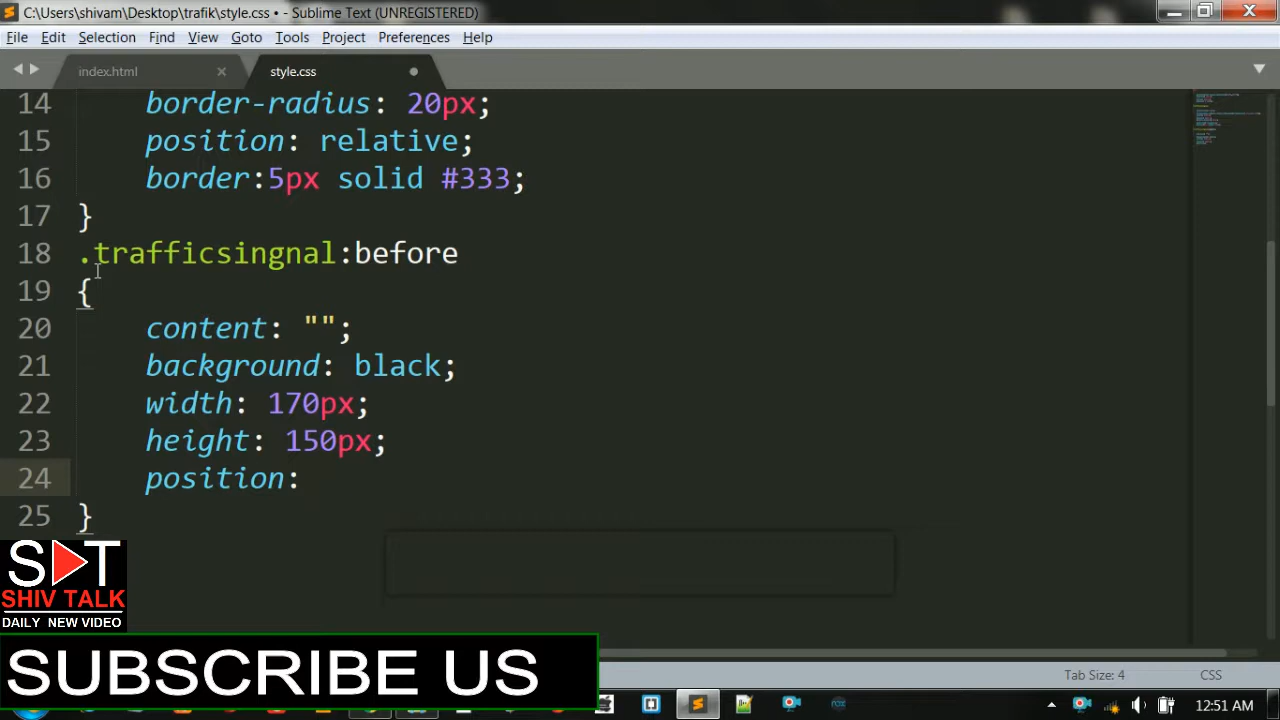 C:\Users\shivam\Desktop\trafik\style.css • - Sublime Text (UNREGISTERED)
File Edit Selection Find View Goto Tools Project Preferences Help
index.html style.css
14 border-radius: 20px;
15 position: relative;
16 border:5px solid #333;
17 }
18 .trafficsingnal:before
19 {
20 content: "";
21 background: black;
22 width: 170px;
23 height: 150px;
24 position:
25 }
S T
SHIV TALK
DAILY NEW VIDEO
SUBSCRIBE US
Tab Size: 4 CSS
12:51 AM